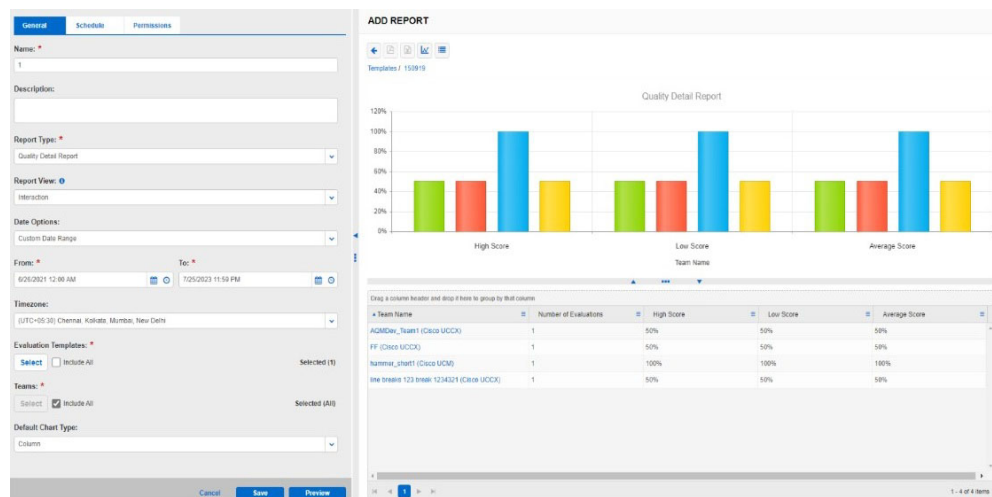 General Schedule Permissions
Name: *
1
Description:
Report Type: *
Quality Detail Report
Report View:
Interaction
Date Options:
Custom Date Range
From: * To: *
6/26/2021 12:00 AM 7/25/2023 11:59 PM
Timezone:
(UTC+05:30) Chennai, Kolkata, Mumbai, New Delhi
Evaluation Templates: *
Select Include All Selected (1)
Teams: *
Select Include All Selected (All)
Default Chart Type:
Column
Cancel Save Preview
ADD REPORT
Templates / 150919
Quality Detail Report
120%
100%
80%
60%
40%
20%
0%
High Score Low Score Average Score
Team Name
Drag a column header and drop it here to group by that column
Team Name Number of Evaluations High Score Low Score Average Score
AQMDev_Team1 (Cisco UCCX) 1 50% 50% 50%
FF (Cisco UCCX) 1 50% 50% 50%
hammer_short1 (Cisco UCM) 1 100% 100% 100%
line breaks 123 break 1234321 (Cisco UCCX) 1 50% 50% 50%
1
1 - 4 of 4 items